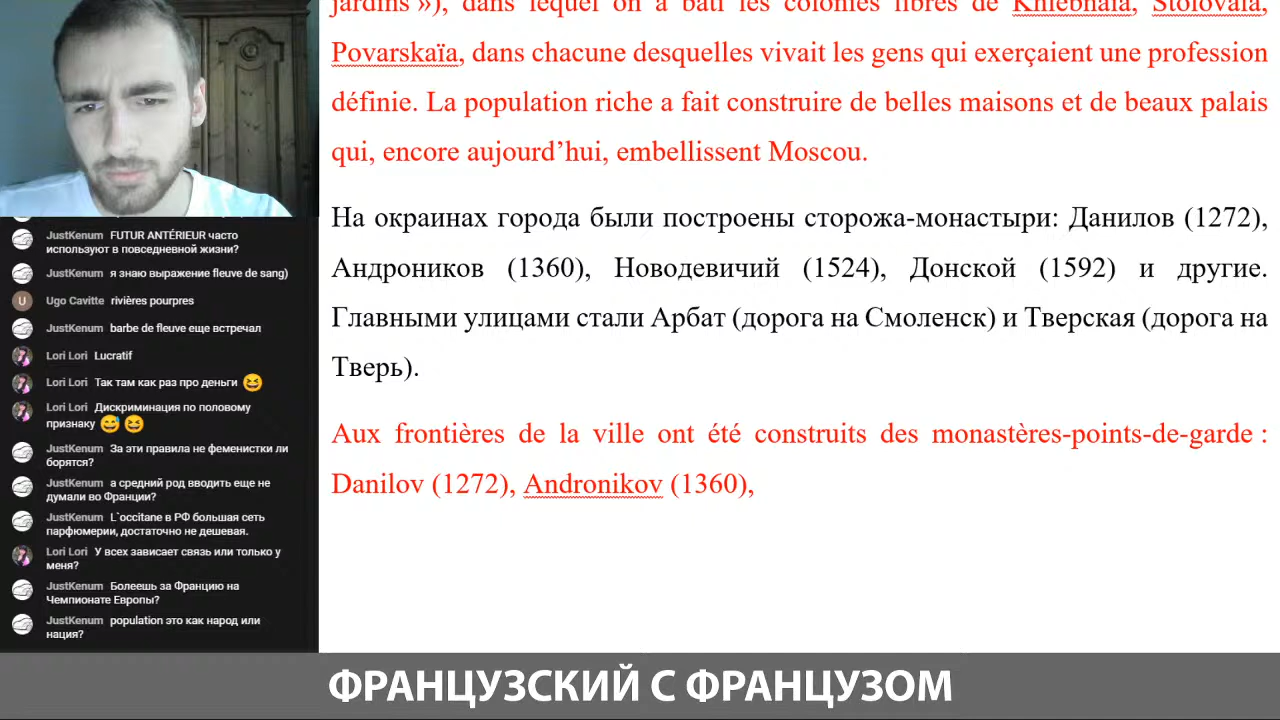 jardins »), dans lequel on a bâti les colonies libres de Khlebnaïa, Stolovaïa,
Povarskaïa, dans chacune desquelles vivait les gens qui exerçaient une profession
définie. La population riche a fait construire de belles maisons et de beaux palais
qui, encore aujourd’hui, embellissent Moscou.
На окраинах города были построены сторожа-монастыри: Данилов (1272),
Андроников (1360), Новодевичий (1524), Донской (1592) и другие.
Главными улицами стали Арбат (дорога на Смоленск) и Тверская (дорога на
Тверь).
Aux frontières de la ville ont été construits des monastères-points-de-garde :
Danilov (1272), Andronikov (1360),
JustKenum FUTUR ANTÉRIEUR часто
используют в повседневной жизни?
JustKenum я знаю выражение fleuve de sang)
U Ugo Cavitte rivières pourpres
JustKenum barbe de fleuve еще встречал
Lori Lori Lucratif
Lori Lori Так там как раз про деньги 😆
Lori Lori Дискриминация по половому
признаку 😅 😆
JustKenum За эти правила не феменистки ли
борятся?
JustKenum а средний род вводить еще не
думали во Франции?
JustKenum L`occitane в РФ большая сеть
парфюмерии, достаточно не дешевая.
Lori Lori У всех зависает связь или только у
меня?
JustKenum Болеешь за Францию на
Чемпионате Европы?
JustKenum population это как народ или
нация?
ФРАНЦУЗСКИЙ С ФРАНЦУЗОМ